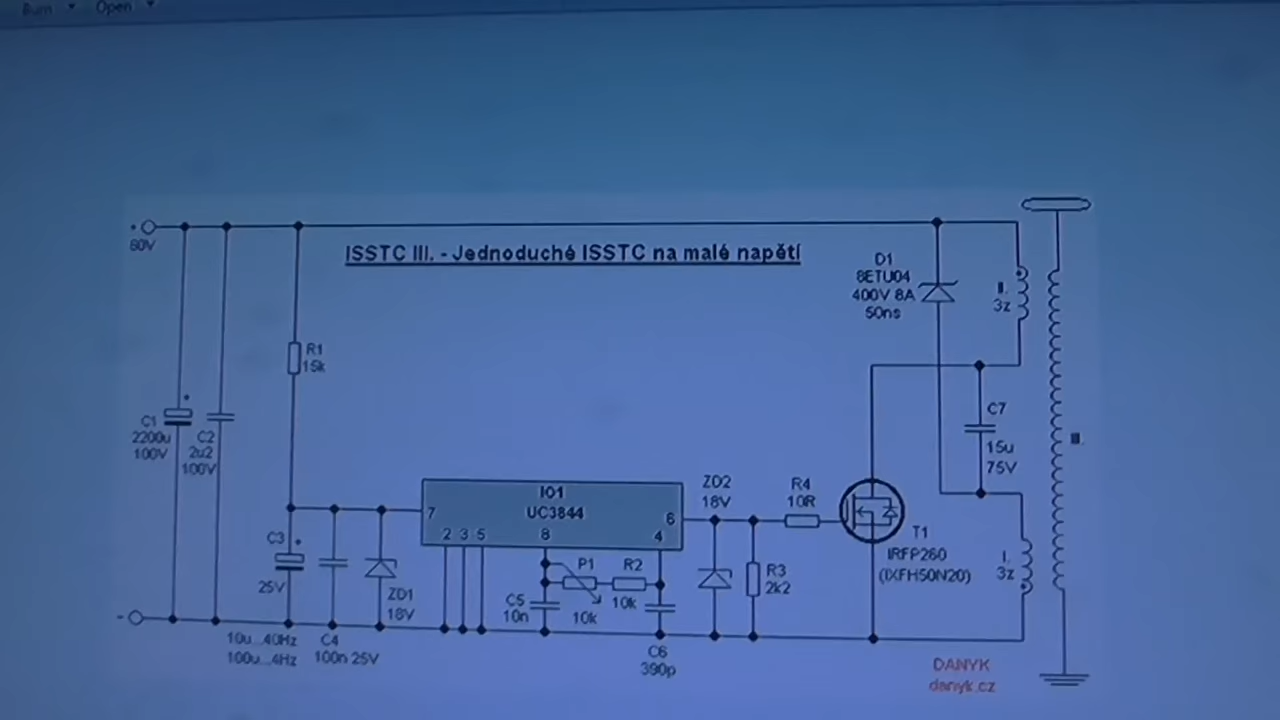 Burn Open
ISSTC III. - Jednoduché ISSTC na malé napětí
+
80V
D1
8ETU04
400V 8A
50ns
II.
3z
R1
15k
C1
2200u
100V
C2
2u2
100V
C7
15u
75V
III.
IO1
UC3844
7
6
2 3 5 8 4
ZD2
18V
R4
10R
T1
IRFP260
(IXFH50N20)
C3
+
25V
ZD1
18V
P1
10k
R2
10k
R3
2k2
I.
3z
C5
10n
-
10u...40Hz
100u...4Hz
C4
100n 25V
C6
390p
DANYK
danyk.cz